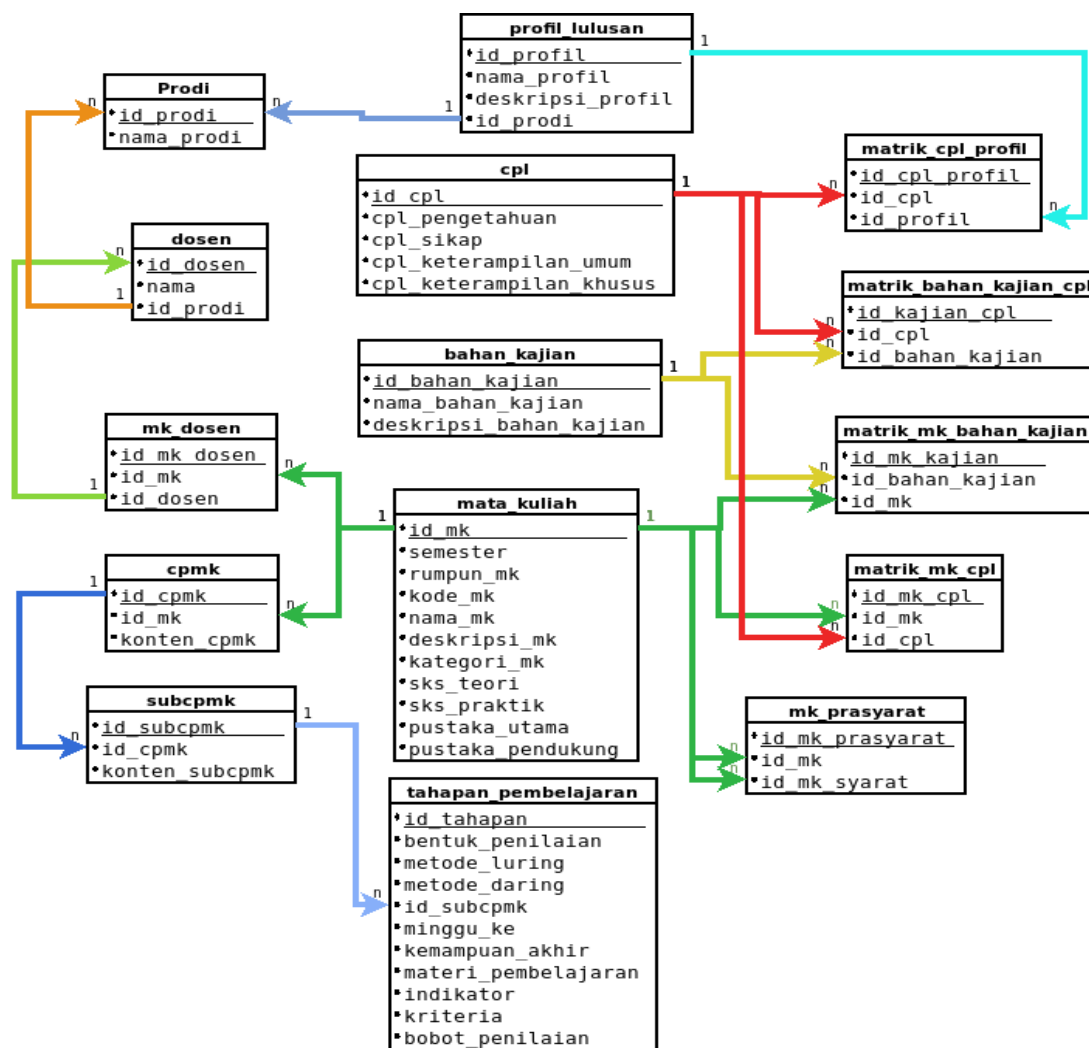 profil_lulusan
id_profil
nama_profil
deskripsi_profil
id_prodi
1
1
Prodi
id_prodi
nama_prodi
n
n
matrik_cpl_profil
id_cpl_profil
id_cpl
id_profil
n
n
cpl
id_cpl
cpl_pengetahuan
cpl_sikap
cpl_keterampilan_umum
cpl_keterampilan_khusus
1
dosen
id_dosen
nama
id_prodi
n
1
matrik_bahan_kajian_cpl
id_kajian_cpl
id_cpl
id_bahan_kajian
n
n
bahan_kajian
id_bahan_kajian
nama_bahan_kajian
deskripsi_bahan_kajian
1
mk_dosen
id_mk_dosen
id_mk
id_dosen
n
1
matrik_mk_bahan_kajian
id_mk_kajian
id_bahan_kajian
id_mk
n
n
mata_kuliah
id_mk
semester
rumpun_mk
kode_mk
nama_mk
deskripsi_mk
kategori_mk
sks_teori
sks_praktik
pustaka_utama
pustaka_pendukung
1
1
cpmk
id_cpmk
id_mk
konten_cpmk
1
n
matrik_mk_cpl
id_mk_cpl
id_mk
id_cpl
n
n
subcpmk
id_subcpmk
id_cpmk
konten_subcpmk
1
n
mk_prasyarat
id_mk_prasyarat
id_mk
id_mk_syarat
n
n
tahapan_pembelajaran
id_tahapan
bentuk_penilaian
metode_luring
metode_daring
id_subcpmk
minggu_ke
kemampuan_akhir
materi_pembelajaran
indikator
kriteria
bobot_penilaian
n